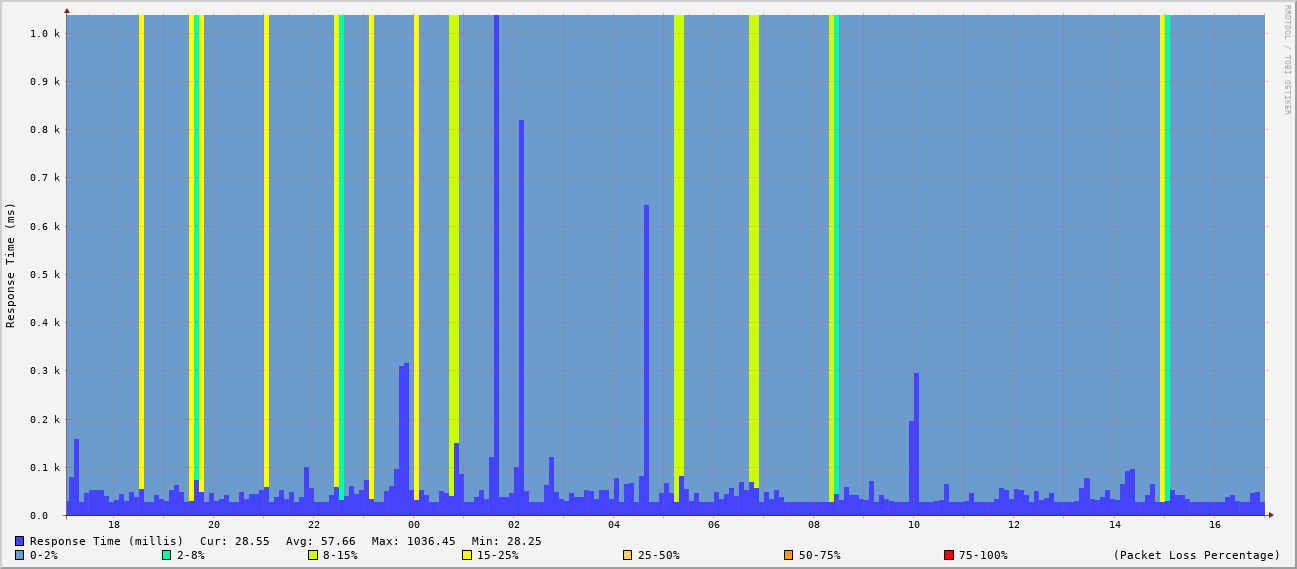 RRDTOOL / TOBI OETIKER
Response Time (ms)
1.0 k
0.9 k
0.8 k
0.7 k
0.6 k
0.5 k
0.4 k
0.3 k
0.2 k
0.1 k
0.0
18 20 22 00 02 04 06 08 10 12 14 16
Response Time (millis) Cur: 28.55 Avg: 57.66 Max: 1036.45 Min: 28.25
0-2% 2-8% 8-15% 15-25% 25-50% 50-75% 75-100% (Packet Loss Percentage)